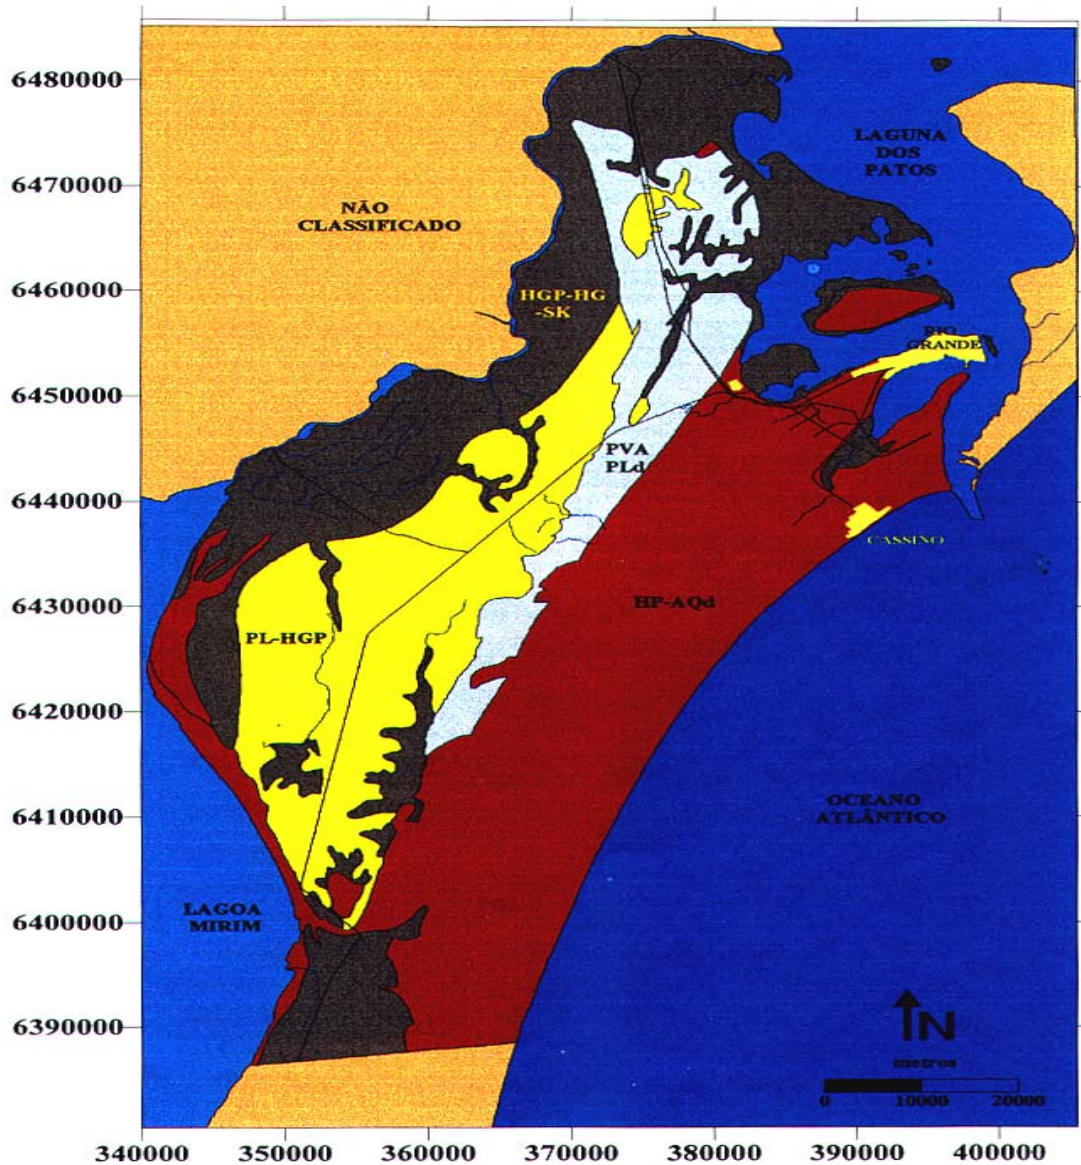 6480000
LAGUNA
DOS
PATOS
6470000
NÃO
CLASSIFICADO
6460000
HGP-HG
-SK
RIO
GRANDE
6450000
PVA
PLd
6440000
CASSINO
6430000
HP-AQd
PL-HGP
6420000
6410000
OCEANO
ATLÂNTICO
6400000
LAGOA
MIRIM
6390000
N
metros
0 10000 20000
340000 350000 360000 370000 380000 390000 400000